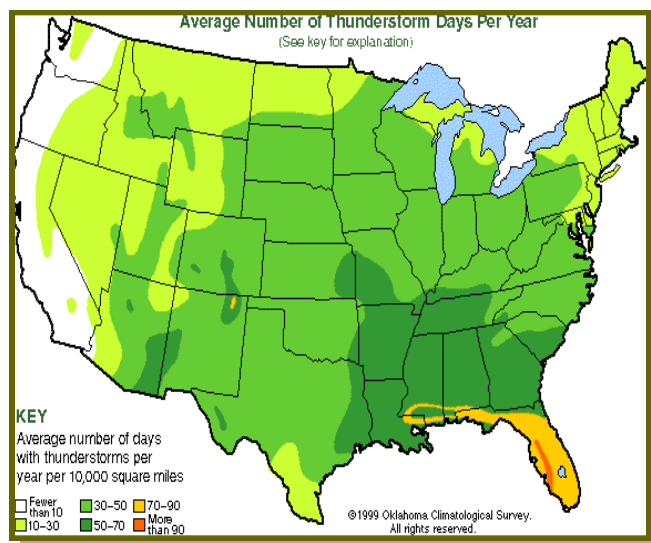 Average Number of Thunderstorm Days Per Year
(See key for explanation)
KEY
Average number of days
with thunderstorms per
year per 10,000 square miles
Fewer than 10
10-30
30-50
50-70
70-90
More than 90
©1999 Oklahoma Climatological Survey.
All rights reserved.